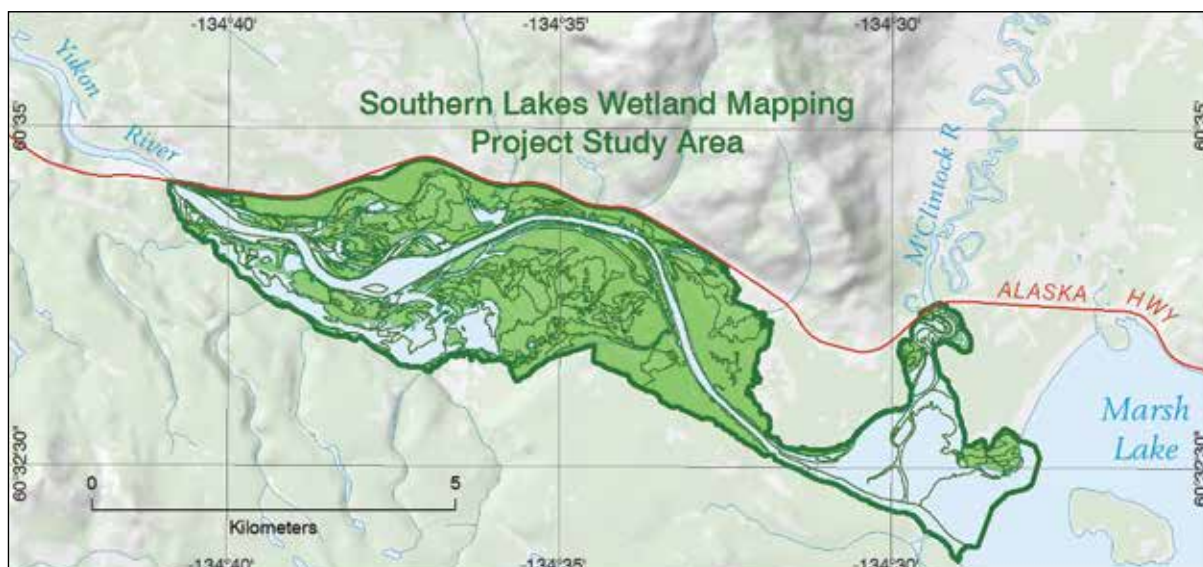 -134°40'
-134°35'
-134°30'
Yukon
River
60°35'
Southern Lakes Wetland Mapping
Project Study Area
60°35'
M'Clintock R
ALASKA HWY
Marsh
Lake
60°32'30"
60°32'30"
0
5
Kilometers
-134°40'
-134°35'
-134°30'